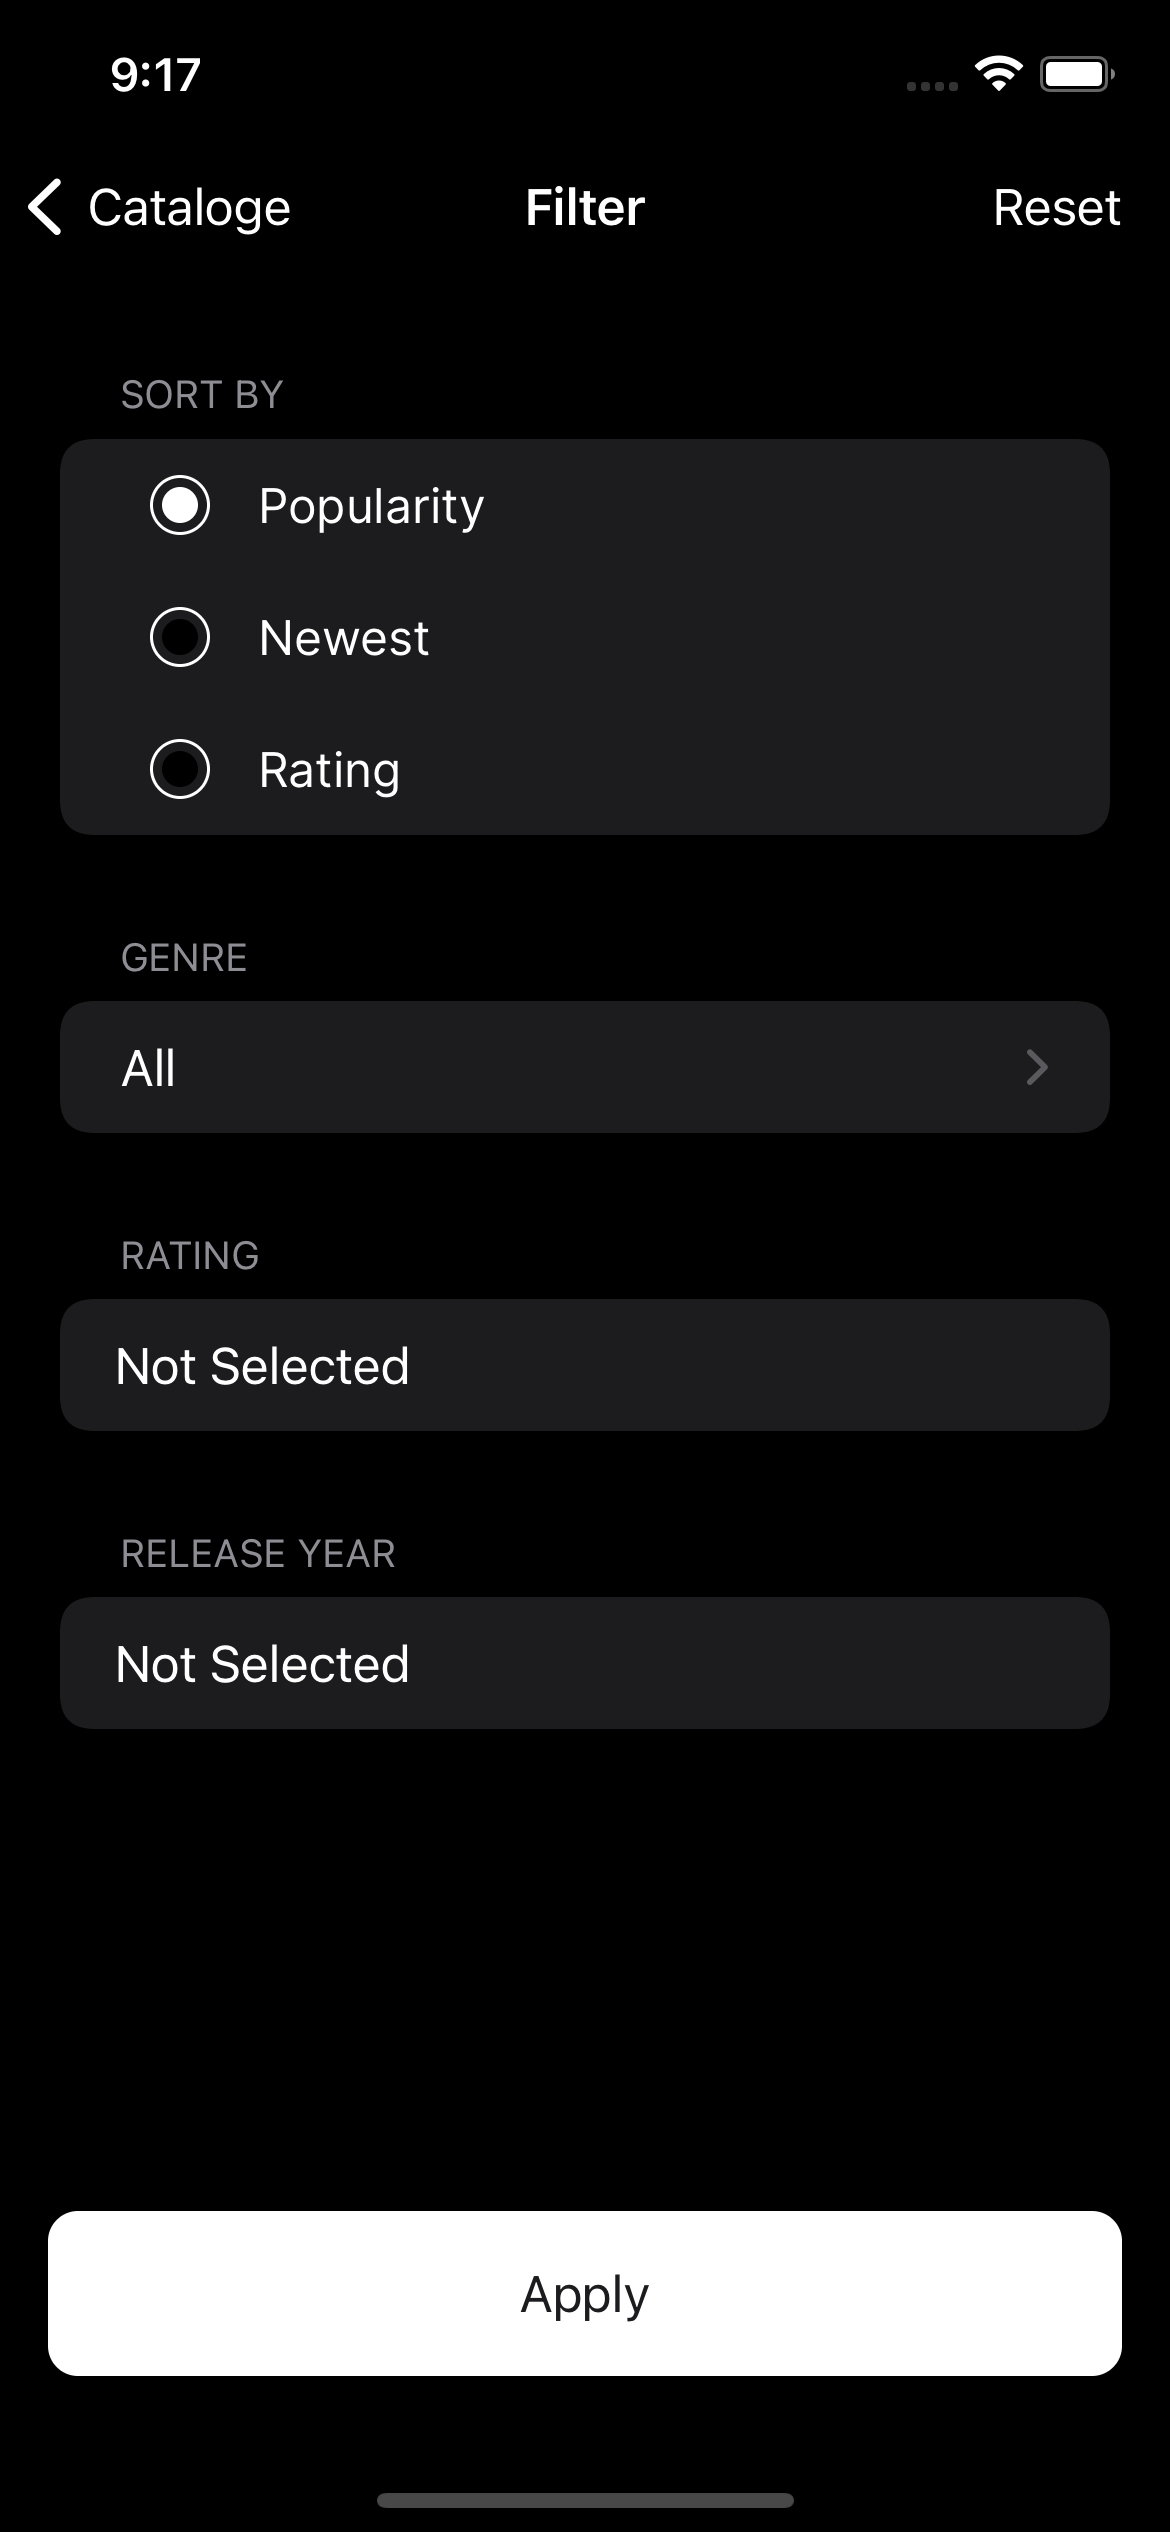 9:17
Cataloge
Filter
Reset
SORT BY
Popularity
Newest
Rating
GENRE
All
RATING
Not Selected
RELEASE YEAR
Not Selected
Apply